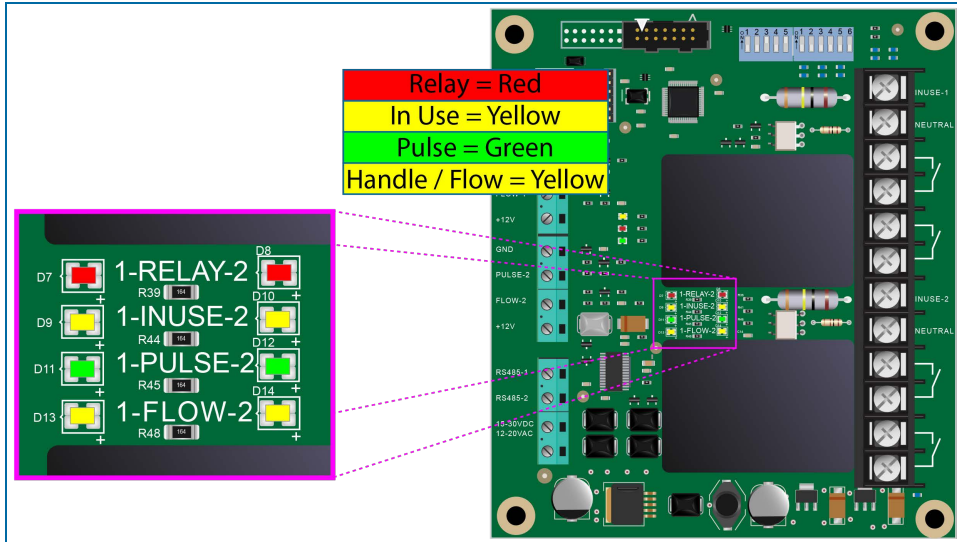 Relay = Red
In Use = Yellow
Pulse = Green
Handle / Flow = Yellow
D7
1-RELAY-2
D8
R39
164
D9
1-INUSE-2
D10
R44
164
D11
1-PULSE-2
D12
R45
164
D13
1-FLOW-2
D14
R48
164
ON
1 2 3 4 5
ON
1 2 3 4 5 6
+12V
GND
PULSE-2
FLOW-2
+12V
RS485-1
RS485-2
15-30VDC
12-20VAC
1-RELAY-2
1-INUSE-2
1-PULSE-2
1-FLOW-2
INUSE-1
NEUTRAL
INUSE-2
NEUTRAL